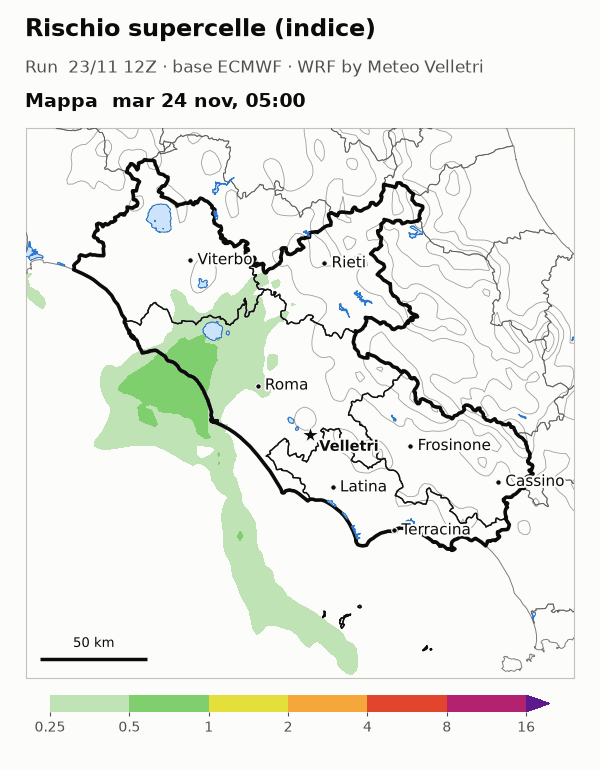 Rischio supercelle (indice)
Run  23/11 12Z · base ECMWF · WRF by Meteo Velletri
Mappa  mar 24 nov, 05:00
Viterbo
Rieti
Roma
Velletri
Frosinone
Cassino
Latina
Terracina
50 km
0.25 0.5 1 2 4 8 16